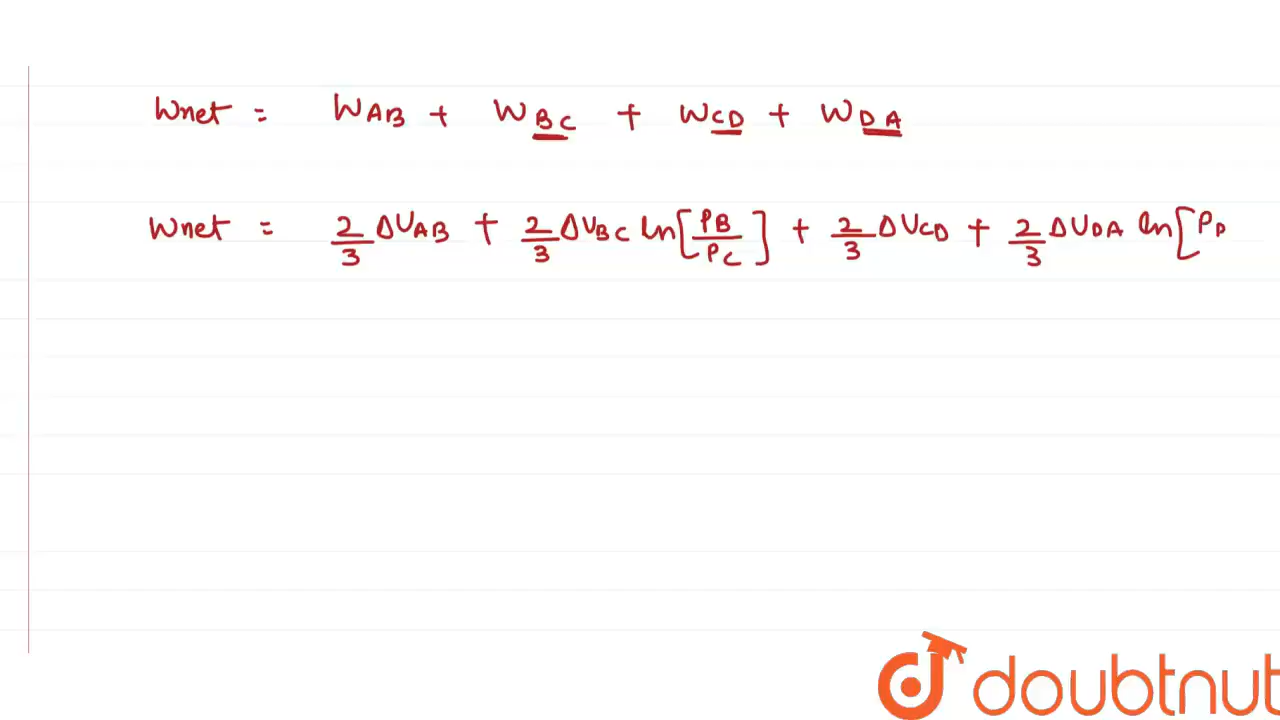 Wnet = WAB + WBC + WCD + WDA
Wnet = 2/3 ΔUAB + 2/3 ΔUBC ln[PB/PC] + 2/3 ΔUCD + 2/3 ΔUDA ln[PD
doubtnut